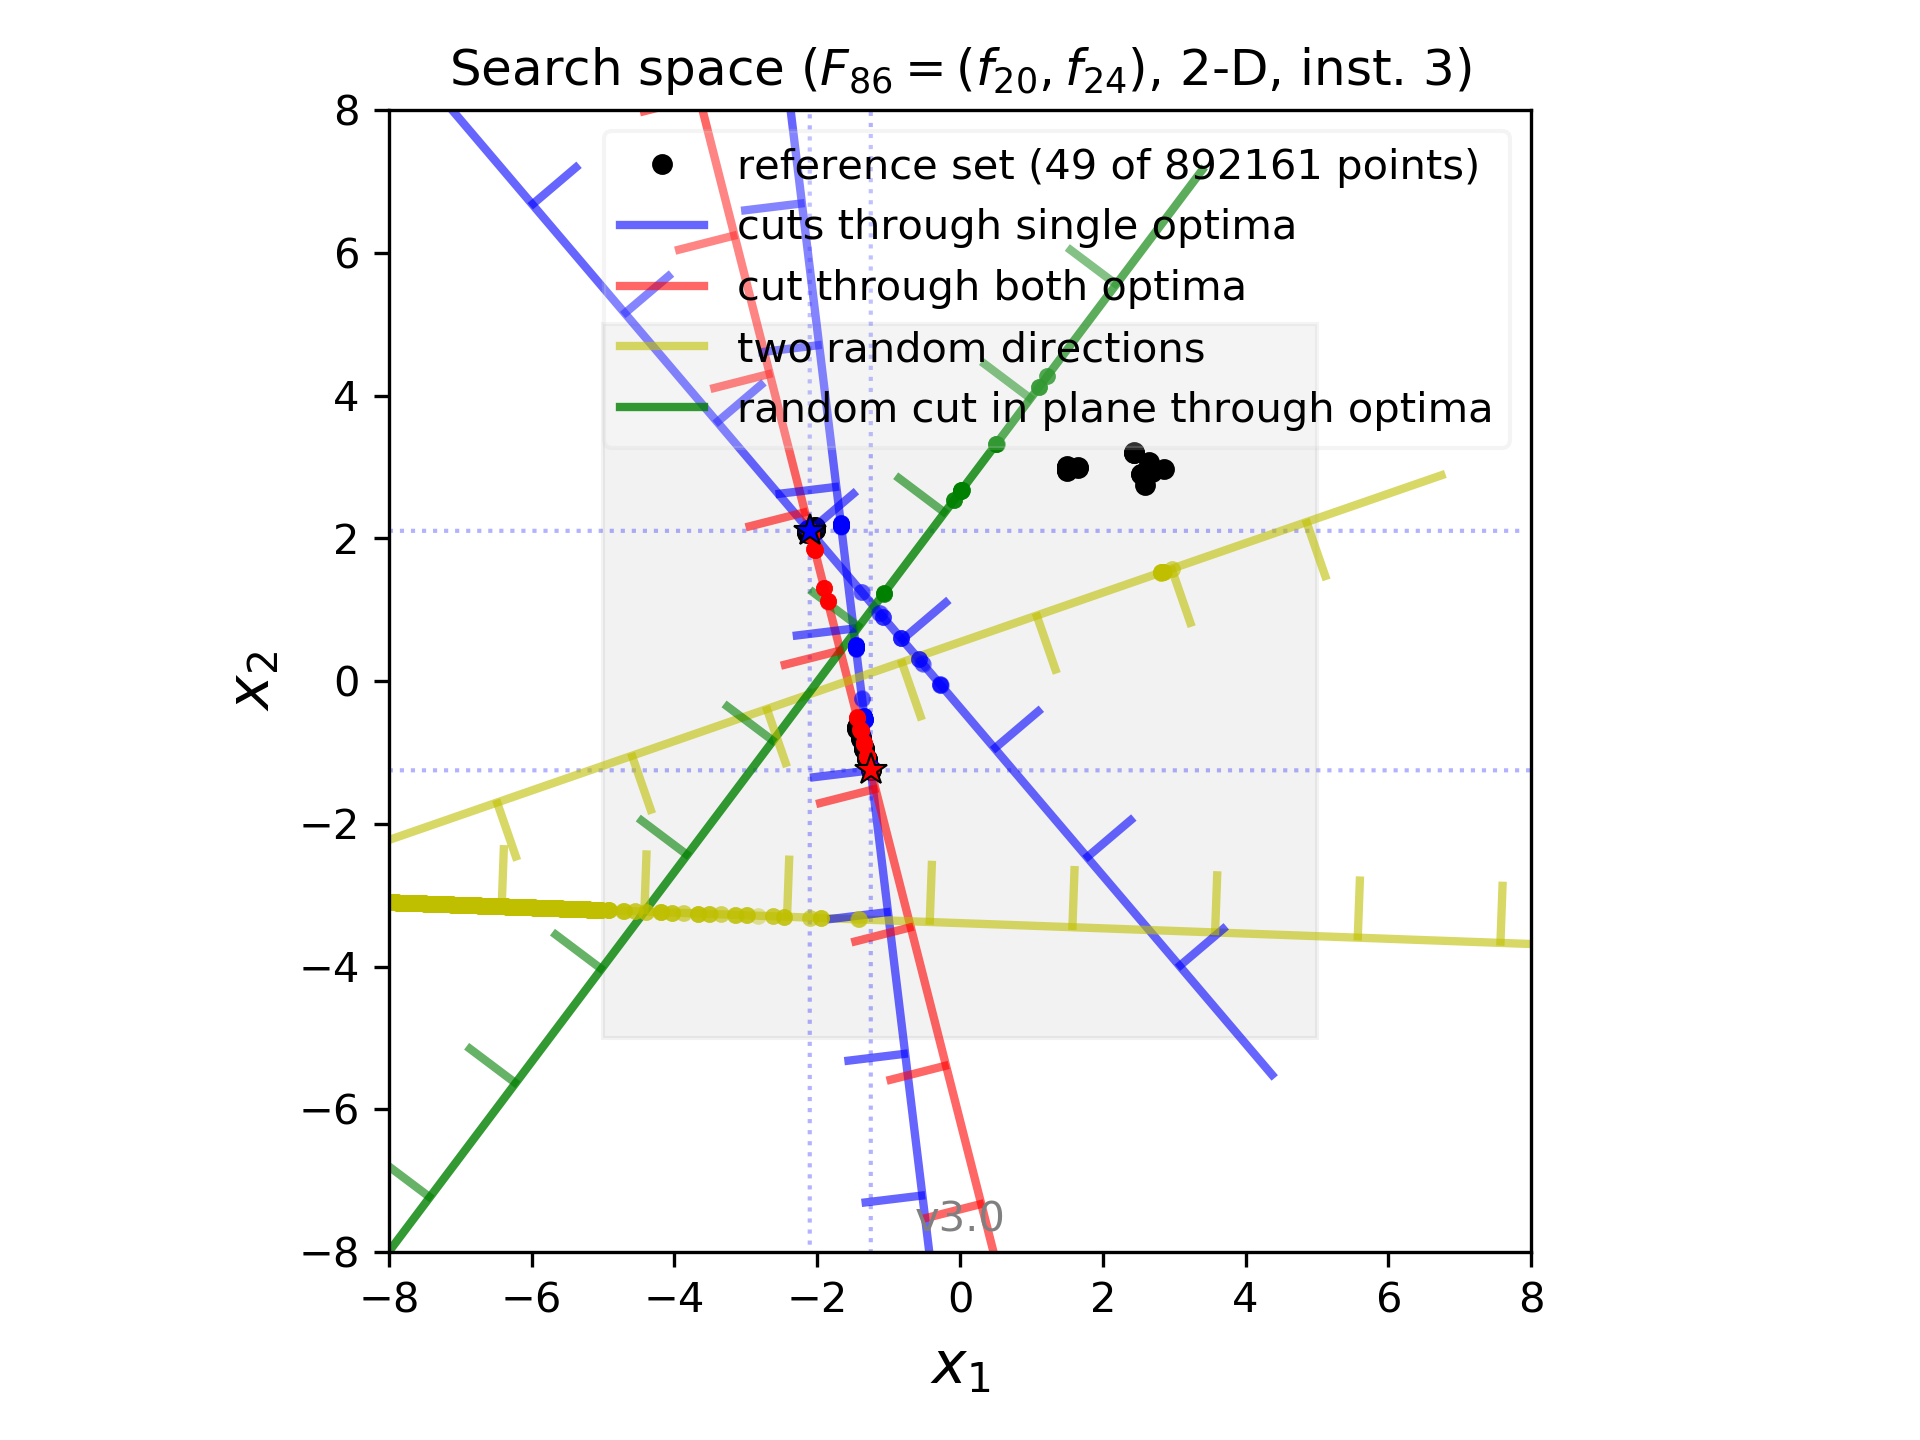 Search space (F86 = (f20, f24), 2-D, inst. 3)
reference set (49 of 892161 points)
cuts through single optima
cut through both optima
two random directions
random cut in plane through optima
8
6
4
2
0
−2
−4
−6
−8
x2
v3.0
−8 −6 −4 −2 0 2 4 6 8
x1